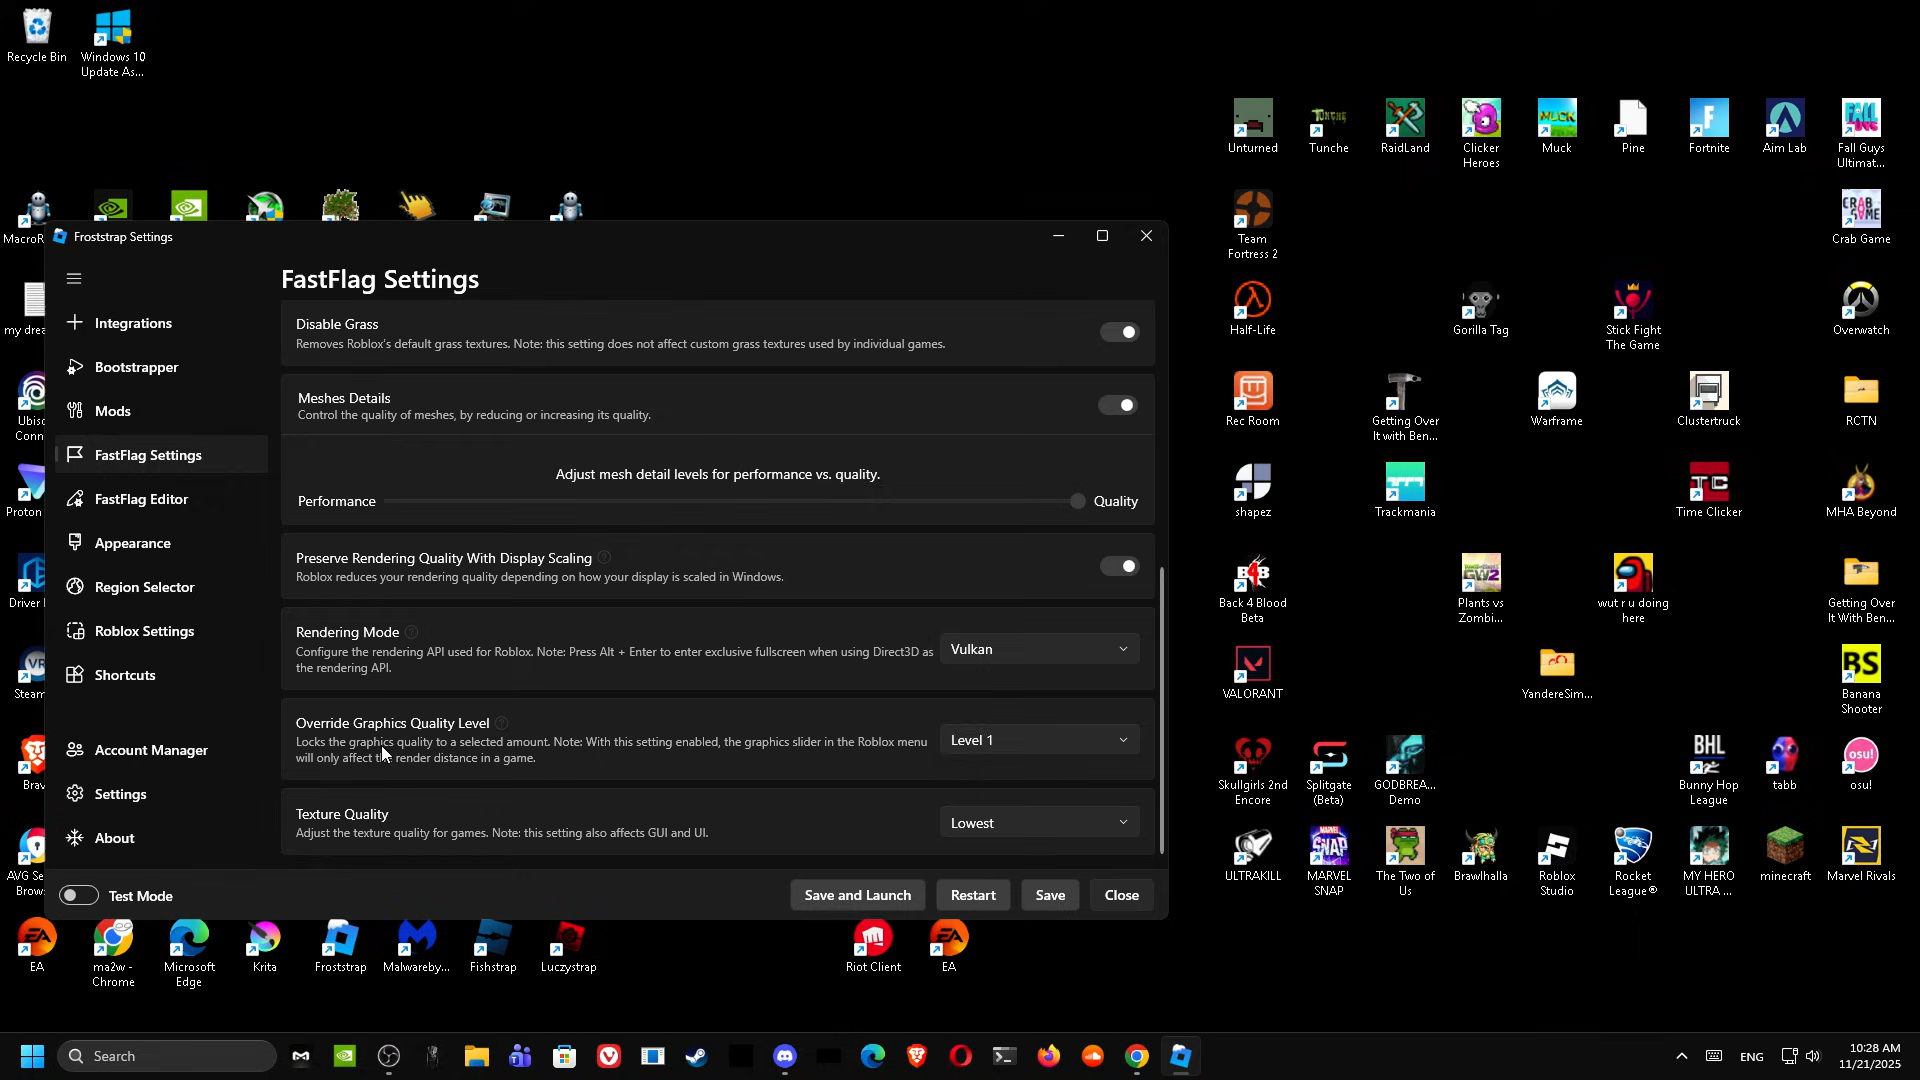 Recycle Bin
Windows 10
Update As...
Unturned
Tunche
RaidLand
Clicker
Heroes
Muck
Pine
Fortnite
Aim Lab
Fall Guys
Ultimat...
Team
Fortress 2
Crab Game
Half-Life
Gorilla Tag
Stick Fight
The Game
Overwatch
Rec Room
Getting Over
It with Ben...
Warframe
Clustertruck
RCTN
shapez
Trackmania
Time Clicker
MHA Beyond
Back 4 Blood
Beta
Plants vs
Zombi...
wut r u doing
here
Getting Over
It With Ben...
VALORANT
YandereSim...
Banana
Shooter
Skullgirls 2nd
Encore
Splitgate
(Beta)
GODBREA...
Demo
Bunny Hop
League
tabb
osu!
ULTRAKILL
MARVEL
SNAP
The Two of
Us
Brawlhalla
Roblox
Studio
Rocket
League®
MY HERO
ULTRA ...
minecraft
Marvel Rivals
MacroR
my drea
Ubiso
Conn
Proton
Driver
Steam
Brav
AVG Se
Brow
Froststrap Settings
Integrations
Bootstrapper
Mods
FastFlag Settings
FastFlag Editor
Appearance
Region Selector
Roblox Settings
Shortcuts
Account Manager
Settings
About
Test Mode
FastFlag Settings
Disable Grass
Removes Roblox's default grass textures. Note: this setting does not affect custom grass textures used by individual games.
Meshes Details
Control the quality of meshes, by reducing or increasing its quality.
Adjust mesh detail levels for performance vs. quality.
Performance
Quality
Preserve Rendering Quality With Display Scaling
Roblox reduces your rendering quality depending on how your display is scaled in Windows.
Rendering Mode
Configure the rendering API used for Roblox. Note: Press Alt + Enter to enter exclusive fullscreen when using Direct3D as
the rendering API.
Vulkan
Override Graphics Quality Level
Locks the graphics quality to a selected amount. Note: With this setting enabled, the graphics slider in the Roblox menu
will only affect the render distance in a game.
Level 1
Texture Quality
Adjust the texture quality for games. Note: this setting also affects GUI and UI.
Lowest
Save and Launch
Restart
Save
Close
EA
ma2w -
Chrome
Microsoft
Edge
Krita
Froststrap
Malwareby...
Fishstrap
Luczystrap
Riot Client
EA
Search
ENG
10:28 AM
11/21/2025